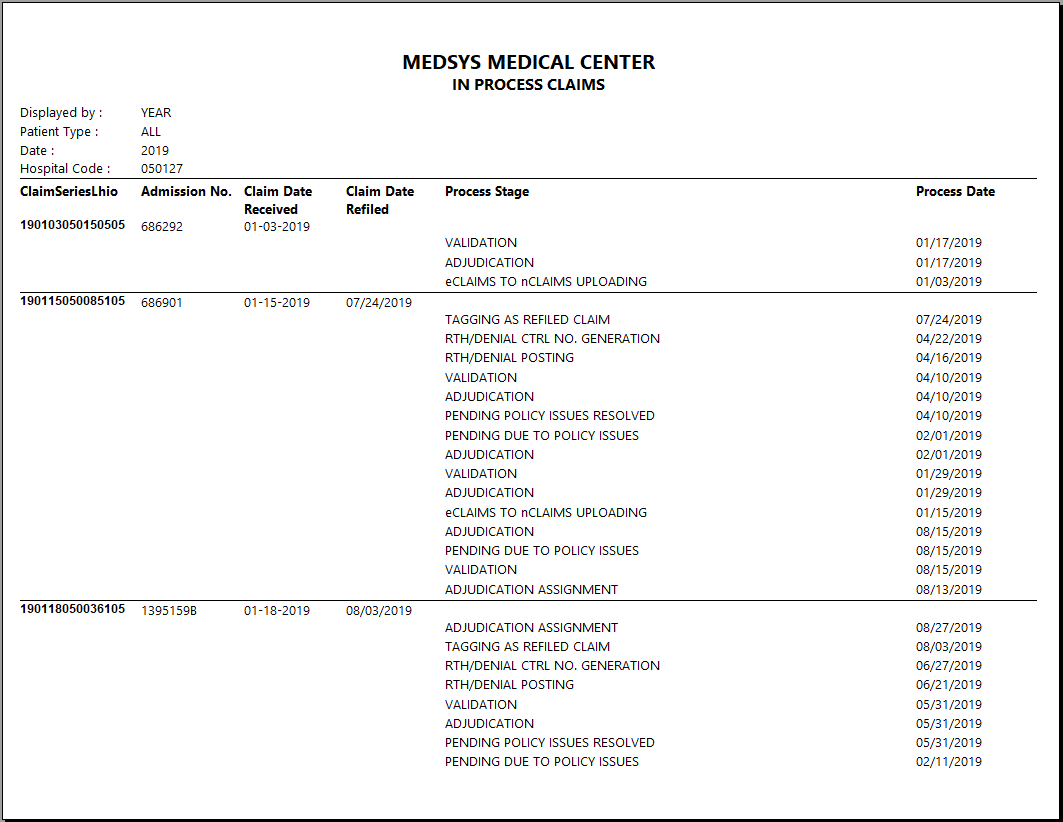 MEDSYS MEDICAL CENTER
IN PROCESS CLAIMS
Displayed by : YEAR
Patient Type : ALL
Date : 2019
Hospital Code : 050127
ClaimSeriesLhio Admission No. Claim Date Received Claim Date Refiled Process Stage Process Date
190103050150505 686292 01-03-2019
VALIDATION 01/17/2019
ADJUDICATION 01/17/2019
eCLAIMS TO nCLAIMS UPLOADING 01/03/2019
190115050085105 686901 01-15-2019 07/24/2019
TAGGING AS REFILED CLAIM 07/24/2019
RTH/DENIAL CTRL NO. GENERATION 04/22/2019
RTH/DENIAL POSTING 04/16/2019
VALIDATION 04/10/2019
ADJUDICATION 04/10/2019
PENDING POLICY ISSUES RESOLVED 04/10/2019
PENDING DUE TO POLICY ISSUES 02/01/2019
ADJUDICATION 02/01/2019
VALIDATION 01/29/2019
ADJUDICATION 01/29/2019
eCLAIMS TO nCLAIMS UPLOADING 01/15/2019
ADJUDICATION 08/15/2019
PENDING DUE TO POLICY ISSUES 08/15/2019
VALIDATION 08/15/2019
ADJUDICATION ASSIGNMENT 08/13/2019
190118050036105 1395159B 01-18-2019 08/03/2019
ADJUDICATION ASSIGNMENT 08/27/2019
TAGGING AS REFILED CLAIM 08/03/2019
RTH/DENIAL CTRL NO. GENERATION 06/27/2019
RTH/DENIAL POSTING 06/21/2019
VALIDATION 05/31/2019
ADJUDICATION 05/31/2019
PENDING POLICY ISSUES RESOLVED 05/31/2019
PENDING DUE TO POLICY ISSUES 02/11/2019